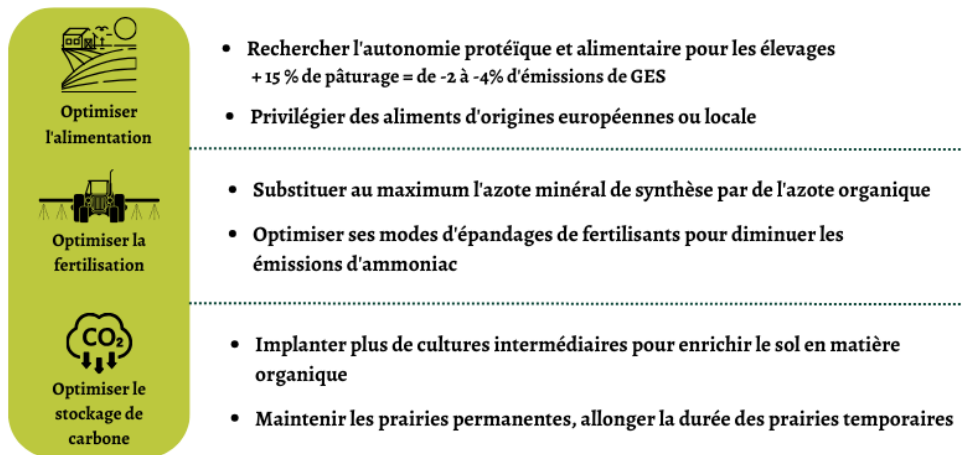 Optimiser
l'alimentation
• Rechercher l'autonomie protéïque et alimentaire pour les élevages
+ 15 % de pâturage = de -2 à -4% d'émissions de GES
• Privilégier des aliments d'origines européennes ou locale
Optimiser la
fertilisation
• Substituer au maximum l'azote minéral de synthèse par de l'azote organique
• Optimiser ses modes d'épandages de fertilisants pour diminuer les
émissions d'ammoniac
CO₂
Optimiser le
stockage de
carbone
• Implanter plus de cultures intermédiaires pour enrichir le sol en matière
organique
• Maintenir les prairies permanentes, allonger la durée des prairies temporaires